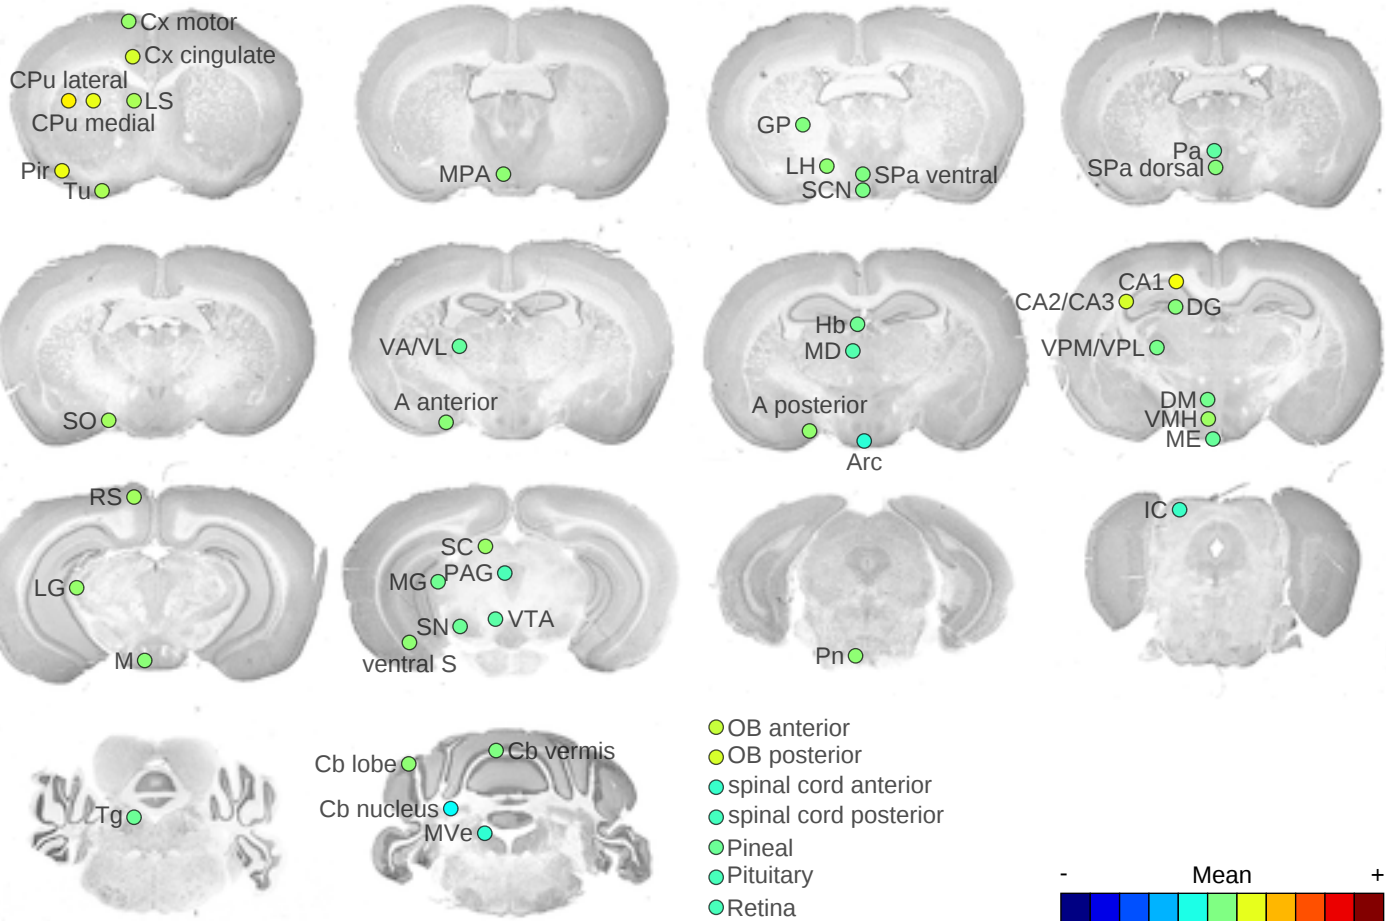 Cx motor
Cx cingulate
CPu lateral
LS
CPu medial
Pir
Tu
MPA
GP
LH
SPa ventral
SCN
Pa
SPa dorsal
SO
VA/VL
A anterior
Hb
MD
A posterior
Arc
CA1
CA2/CA3
DG
VPM/VPL
DM
VMH
ME
RS
LG
M
SC
PAG
MG
VTA
SN
ventral S
Pn
IC
Tg
Cb vermis
Cb lobe
Cb nucleus
MVe
OB anterior
OB posterior
spinal cord anterior
spinal cord posterior
Pineal
Pituitary
Retina
- Mean +